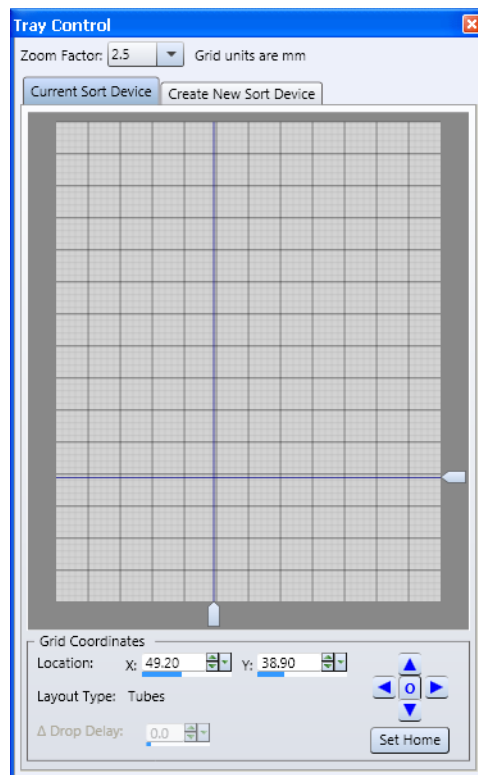 Tray Control
Zoom Factor: 2.5 Grid units are mm
Current Sort Device Create New Sort Device
Grid Coordinates
Location: X: 49.20 Y: 38.90
Layout Type: Tubes
O
Δ Drop Delay: 0.0
Set Home